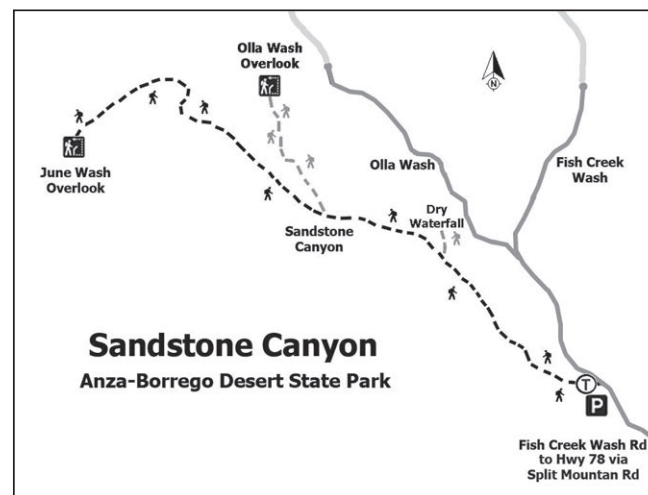 Olla Wash
Overlook
N
June Wash
Overlook
Olla Wash
Fish Creek
Wash
Dry
Waterfall
Sandstone
Canyon
Sandstone Canyon
Anza-Borrego Desert State Park
T
P
Fish Creek Wash Rd
to Hwy 78 via
Split Mountan Rd